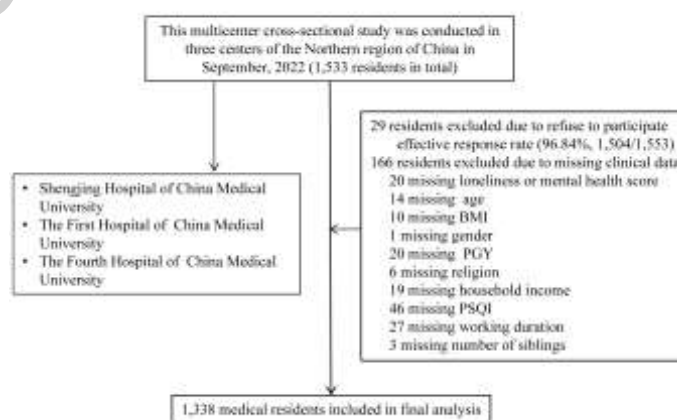 This multicenter cross-sectional study was conducted in
three centers of the Northern region of China in
September, 2022 (1,533 residents in total)
29 residents excluded due to refuse to participate
effective response rate (96.84%, 1,504/1,553)
166 residents excluded due to missing clinical data
20 missing loneliness or mental health score
14 missing age
10 missing BMI
1 missing gender
20 missing PGY
6 missing religion
19 missing household income
46 missing PSQI
27 missing working duration
3 missing number of siblings
• Shengjing Hospital of China Medical
University
• The First Hospital of China Medical
University
• The Fourth Hospital of China Medical
University
1,338 medical residents included in final analysis